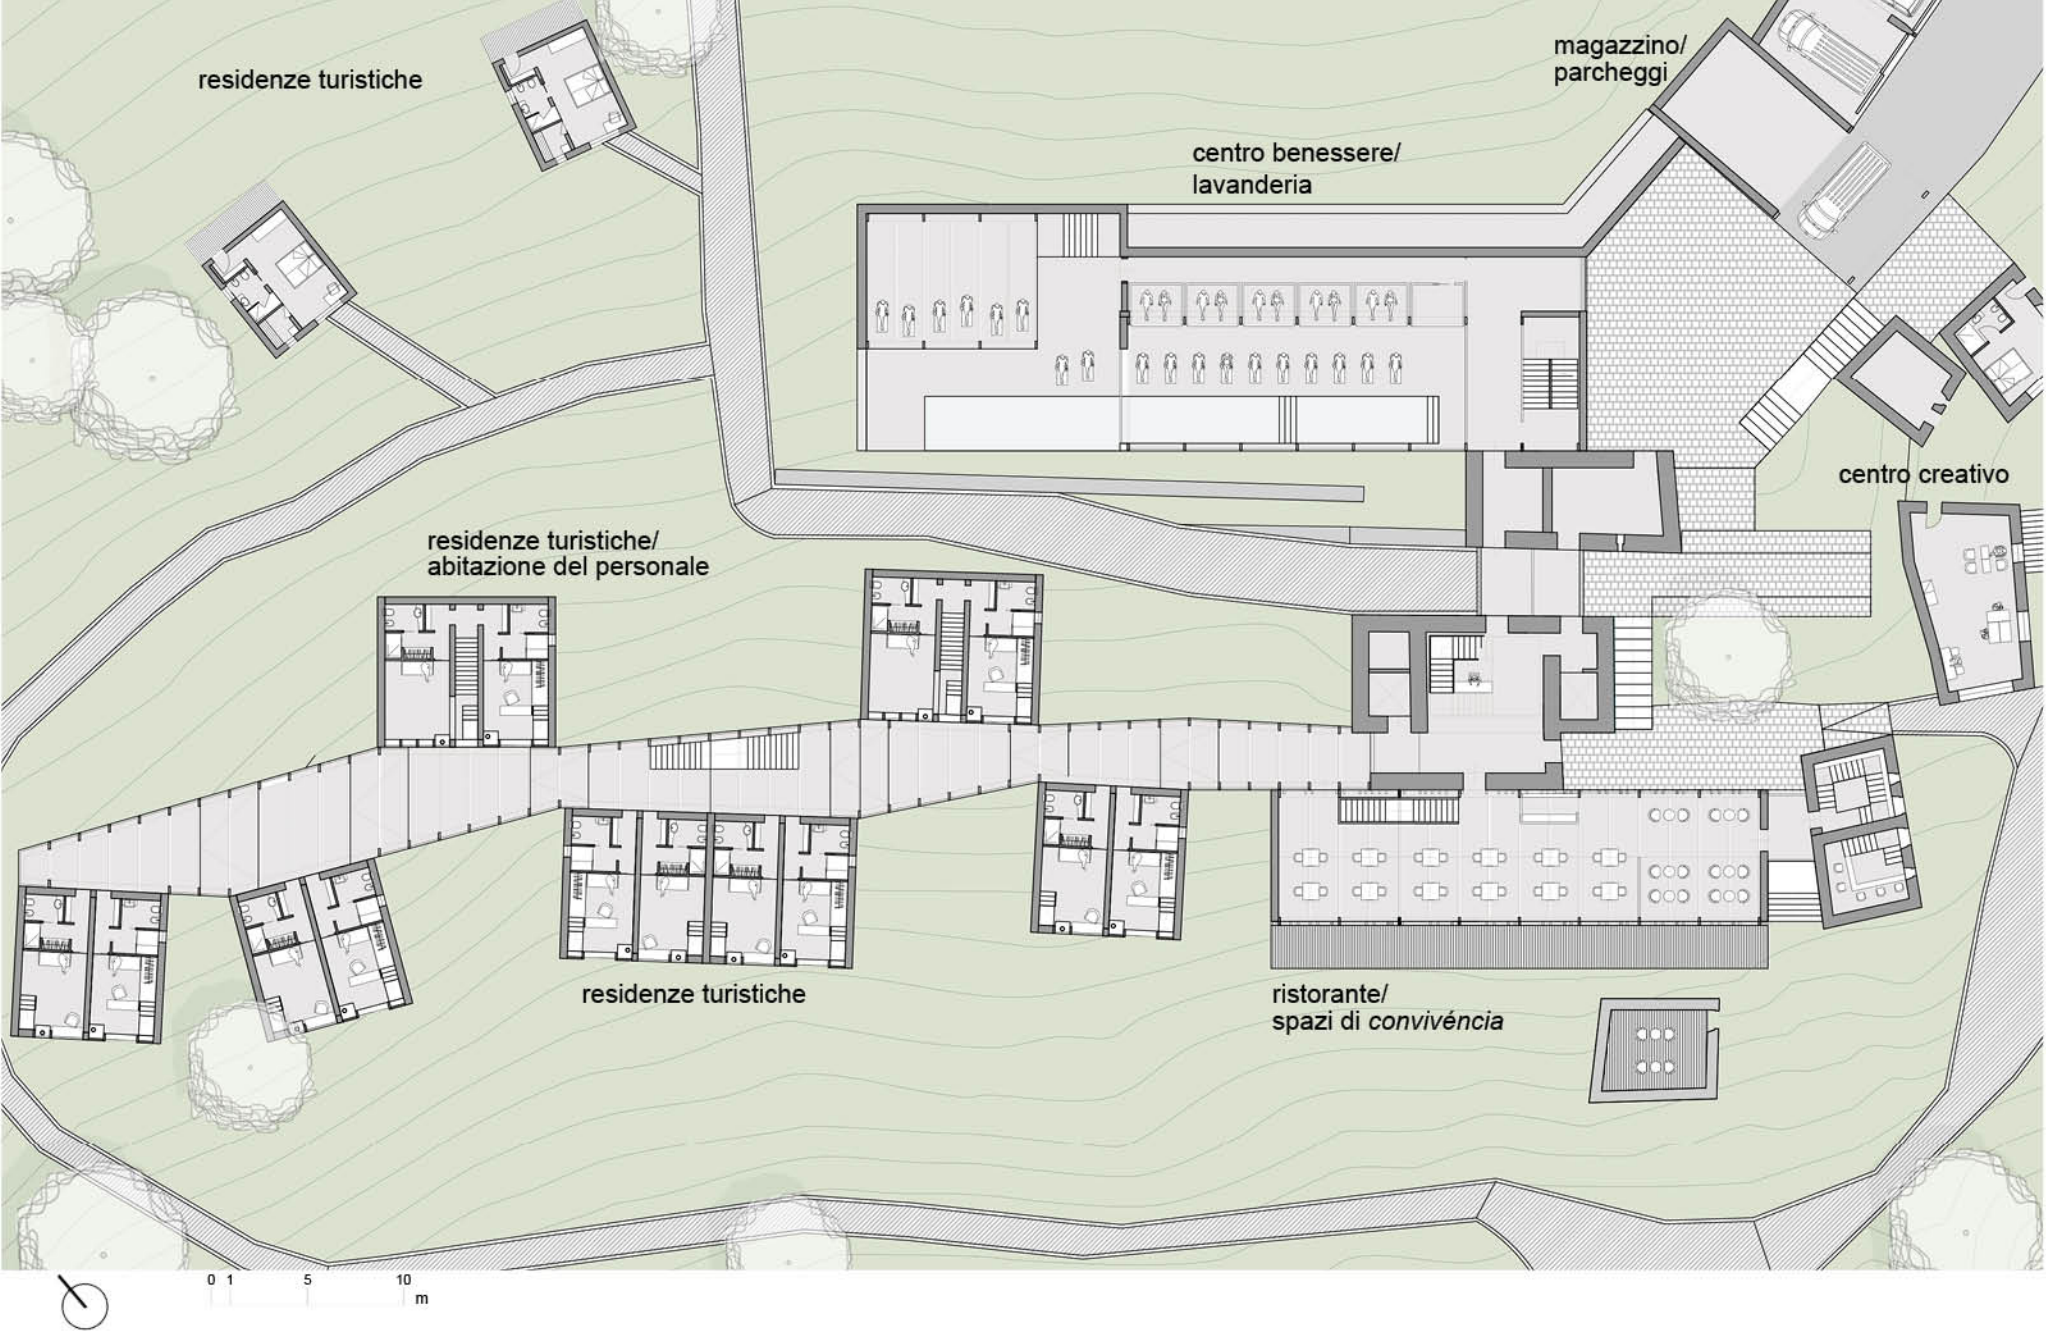 magazzino/
parcheggi
residenze turistiche
centro benessere/
lavanderia
centro creativo
residenze turistiche/
abitazione del personale
residenze turistiche
ristorante/
spazi di convivéncia
0 1 5 10
m